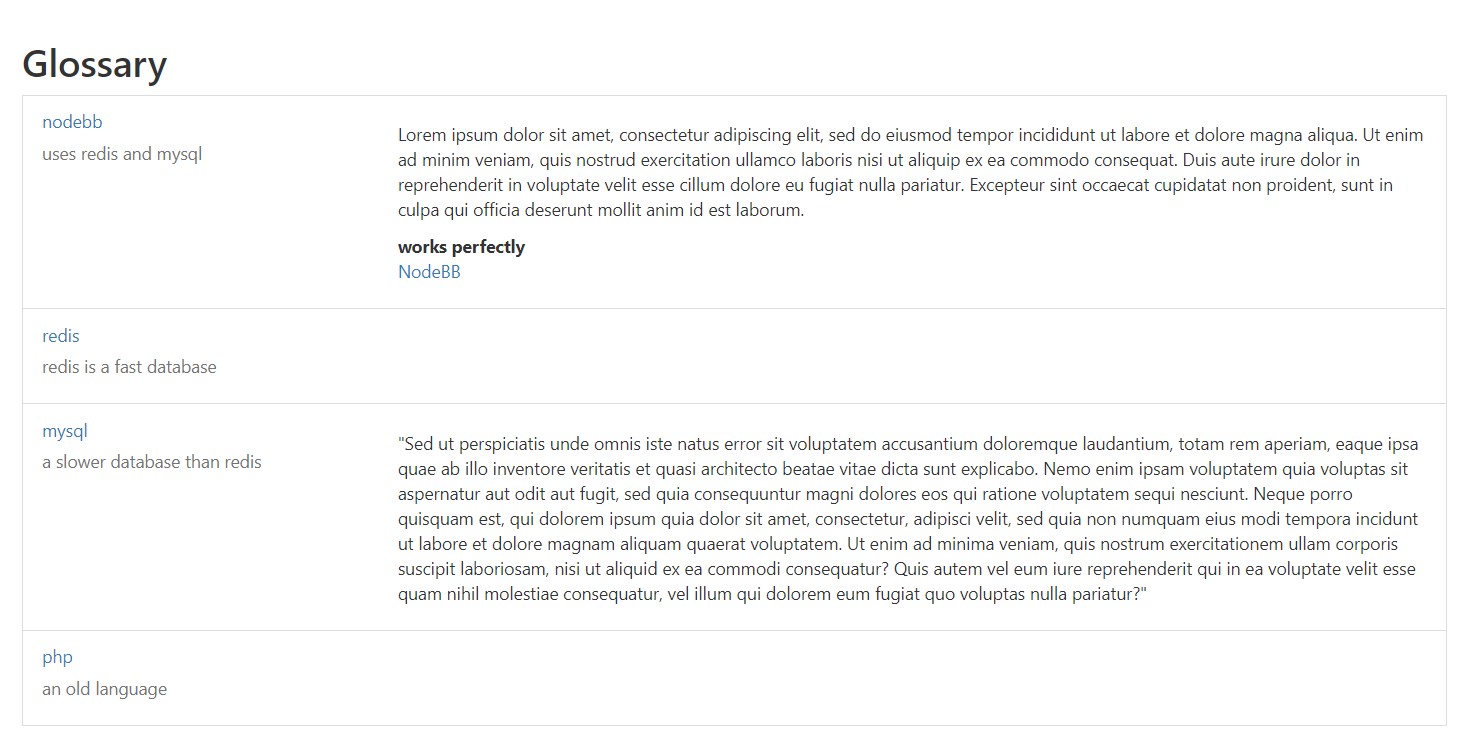 Glossary
nodebb
uses redis and mysql
Lorem ipsum dolor sit amet, consectetur adipiscing elit, sed do eiusmod tempor incididunt ut labore et dolore magna aliqua. Ut enim
ad minim veniam, quis nostrud exercitation ullamco laboris nisi ut aliquip ex ea commodo consequat. Duis aute irure dolor in
reprehenderit in voluptate velit esse cillum dolore eu fugiat nulla pariatur. Excepteur sint occaecat cupidatat non proident, sunt in
culpa qui officia deserunt mollit anim id est laborum.
works perfectly
NodeBB
redis
redis is a fast database
mysql
a slower database than redis
"Sed ut perspiciatis unde omnis iste natus error sit voluptatem accusantium doloremque laudantium, totam rem aperiam, eaque ipsa
quae ab illo inventore veritatis et quasi architecto beatae vitae dicta sunt explicabo. Nemo enim ipsam voluptatem quia voluptas sit
aspernatur aut odit aut fugit, sed quia consequuntur magni dolores eos qui ratione voluptatem sequi nesciunt. Neque porro
quisquam est, qui dolorem ipsum quia dolor sit amet, consectetur, adipisci velit, sed quia non numquam eius modi tempora incidunt
ut labore et dolore magnam aliquam quaerat voluptatem. Ut enim ad minima veniam, quis nostrum exercitationem ullam corporis
suscipit laboriosam, nisi ut aliquid ex ea commodi consequatur? Quis autem vel eum iure reprehenderit qui in ea voluptate velit esse
quam nihil molestiae consequatur, vel illum qui dolorem eum fugiat quo voluptas nulla pariatur?"
php
an old language